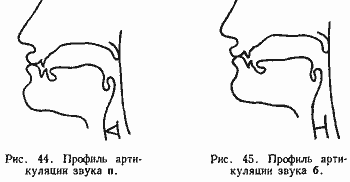 Рис. 44. Профиль арти-
куляции звука п.
Рис. 45. Профиль арти-
куляции звука б.